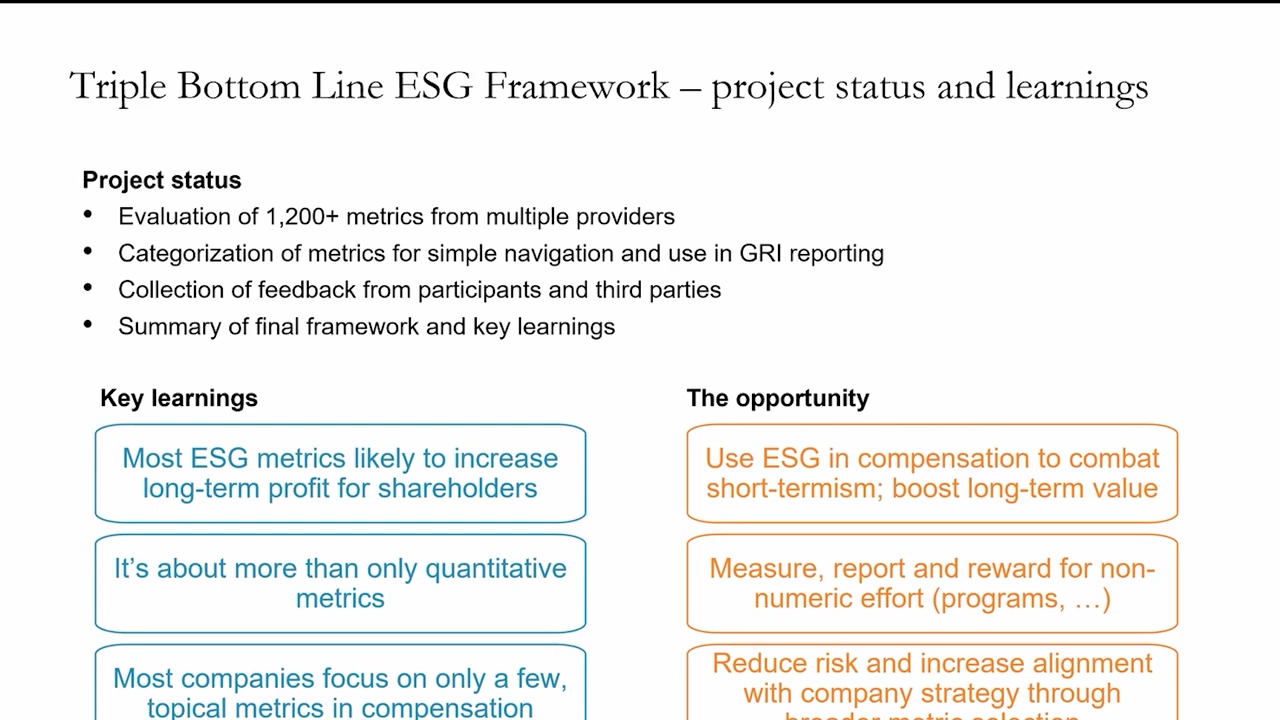 Triple Bottom Line ESG Framework – project status and learnings
Project status
• Evaluation of 1,200+ metrics from multiple providers
• Categorization of metrics for simple navigation and use in GRI reporting
• Collection of feedback from participants and third parties
• Summary of final framework and key learnings
Key learnings
Most ESG metrics likely to increase
long-term profit for shareholders
It's about more than only quantitative
metrics
Most companies focus on only a few,
topical metrics in compensation
The opportunity
Use ESG in compensation to combat
short-termism; boost long-term value
Measure, report and reward for non-
numeric effort (programs, …)
Reduce risk and increase alignment
with company strategy through
broader metric selection